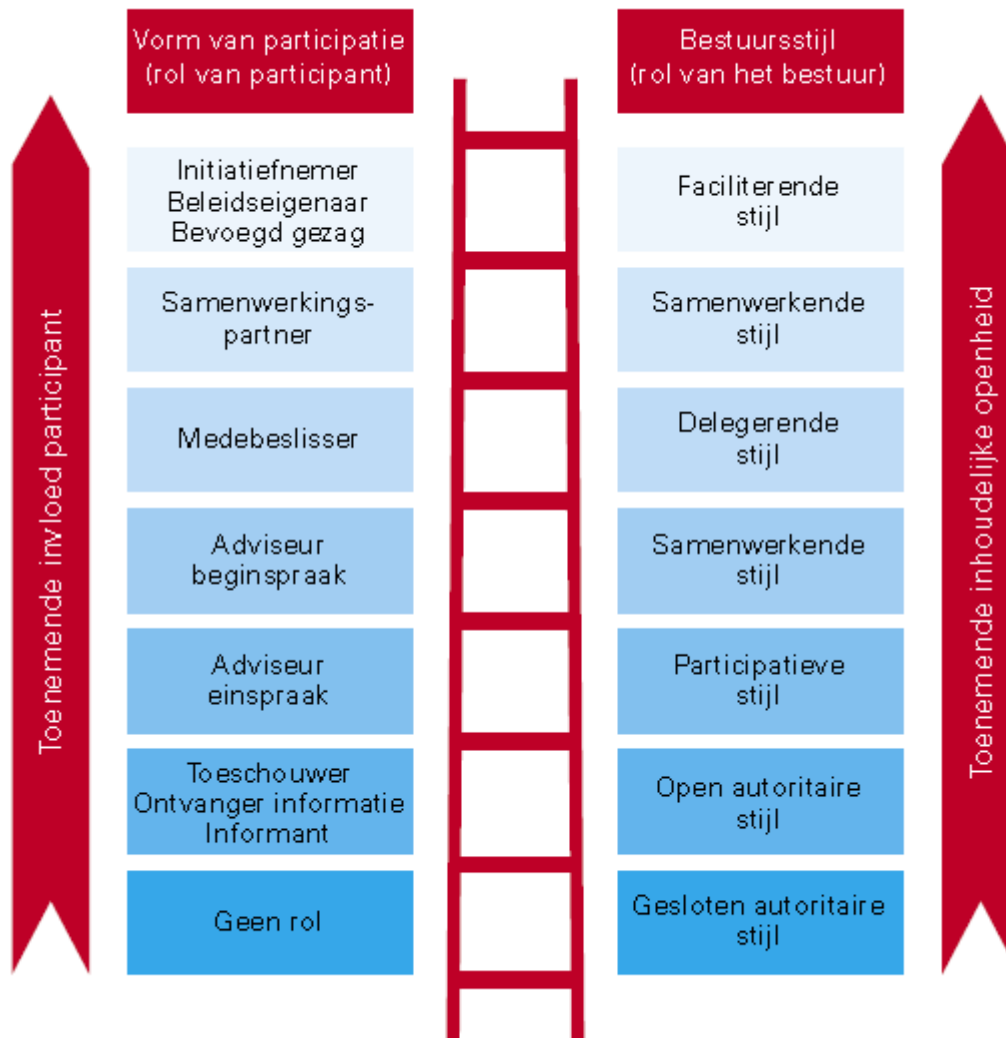 Vorm van participatie
(rol van participant)
Bestuursstijl
(rol van het bestuur)
Initiatiefnemer
Beleidseigenaar
Bevoegd gezag
Faciliterende
stijl
Samenwerkings-
partner
Samenwerkende
stijl
Medebeslisser
Delegerende
stijl
Adviseur
beginspraak
Samenwerkende
stijl
Adviseur
einspraak
Participatieve
stijl
Toeschouwer
Ontvanger informatie
Informant
Open autoritaire
stijl
Geen rol
Gesloten autoritaire
stijl
Toenemende invloed participant
Toenemende inhoudelijke openheid